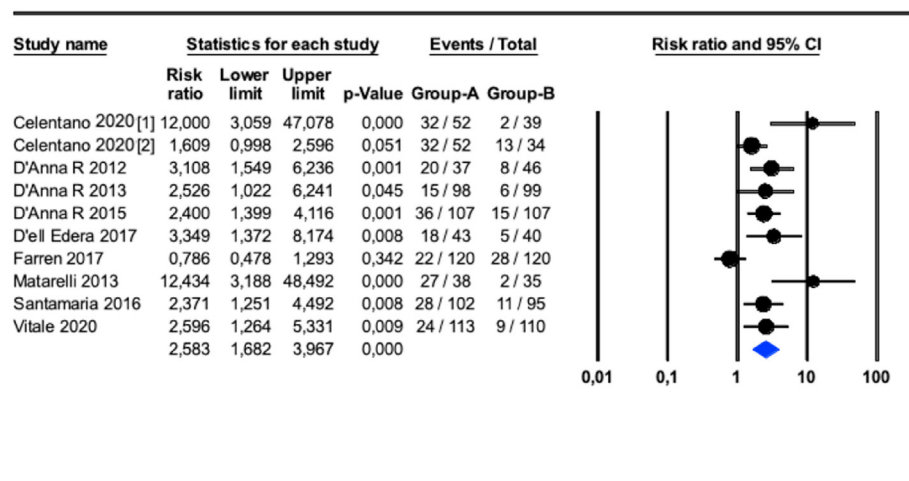 Study name Statistics for each study Events / Total Risk ratio and 95% CI
Risk Lower Upper
ratio limit limit p-Value Group-A Group-B
Celentano 2020[1] 12,000 3,059 47,078 0,000 32 / 52 2 / 39
Celentano 2020[2] 1,609 0,998 2,596 0,051 32 / 52 13 / 34
D'Anna R 2012 3,108 1,549 6,236 0,001 20 / 37 8 / 46
D'Anna R 2013 2,526 1,022 6,241 0,045 15 / 98 6 / 99
D'Anna R 2015 2,400 1,399 4,116 0,001 36 / 107 15 / 107
D'ell Edera 2017 3,349 1,372 8,174 0,008 18 / 43 5 / 40
Farren 2017 0,786 0,478 1,293 0,342 22 / 120 28 / 120
Matarelli 2013 12,434 3,188 48,492 0,000 27 / 38 2 / 35
Santamaria 2016 2,371 1,251 4,492 0,008 28 / 102 11 / 95
Vitale 2020 2,596 1,264 5,331 0,009 24 / 113 9 / 110
2,583 1,682 3,967 0,000
0,01 0,1 1 10 100